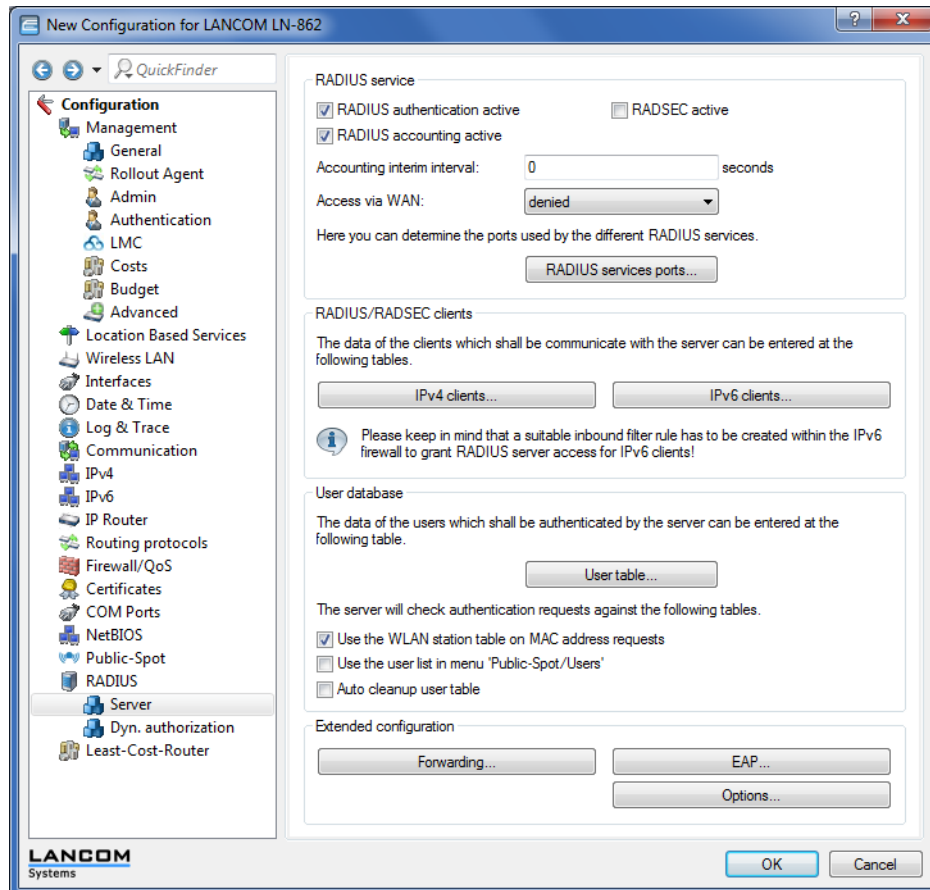 New Configuration for LANCOM LN-862
QuickFinder
Configuration
Management
General
Rollout Agent
Admin
Authentication
LMC
Costs
Budget
Advanced
Location Based Services
Wireless LAN
Interfaces
Date & Time
Log & Trace
Communication
IPv4
IPv6
IP Router
Routing protocols
Firewall/QoS
Certificates
COM Ports
NetBIOS
Public-Spot
RADIUS
Server
Dyn. authorization
Least-Cost-Router
RADIUS service
RADIUS authentication active RADSEC active
RADIUS accounting active
Accounting interim interval: 0 seconds
Access via WAN: denied
Here you can determine the ports used by the different RADIUS services.
RADIUS services ports...
RADIUS/RADSEC clients
The data of the clients which shall be communicate with the server can be entered at the
following tables.
IPv4 clients... IPv6 clients...
Please keep in mind that a suitable inbound filter rule has to be created within the IPv6
firewall to grant RADIUS server access for IPv6 clients!
User database
The data of the users which shall be authenticated by the server can be entered at the
following table.
User table...
The server will check authentication requests against the following tables.
Use the WLAN station table on MAC address requests
Use the user list in menu 'Public-Spot/Users'
Auto cleanup user table
Extended configuration
Forwarding... EAP...
Options...
LANCOM
Systems
OK Cancel